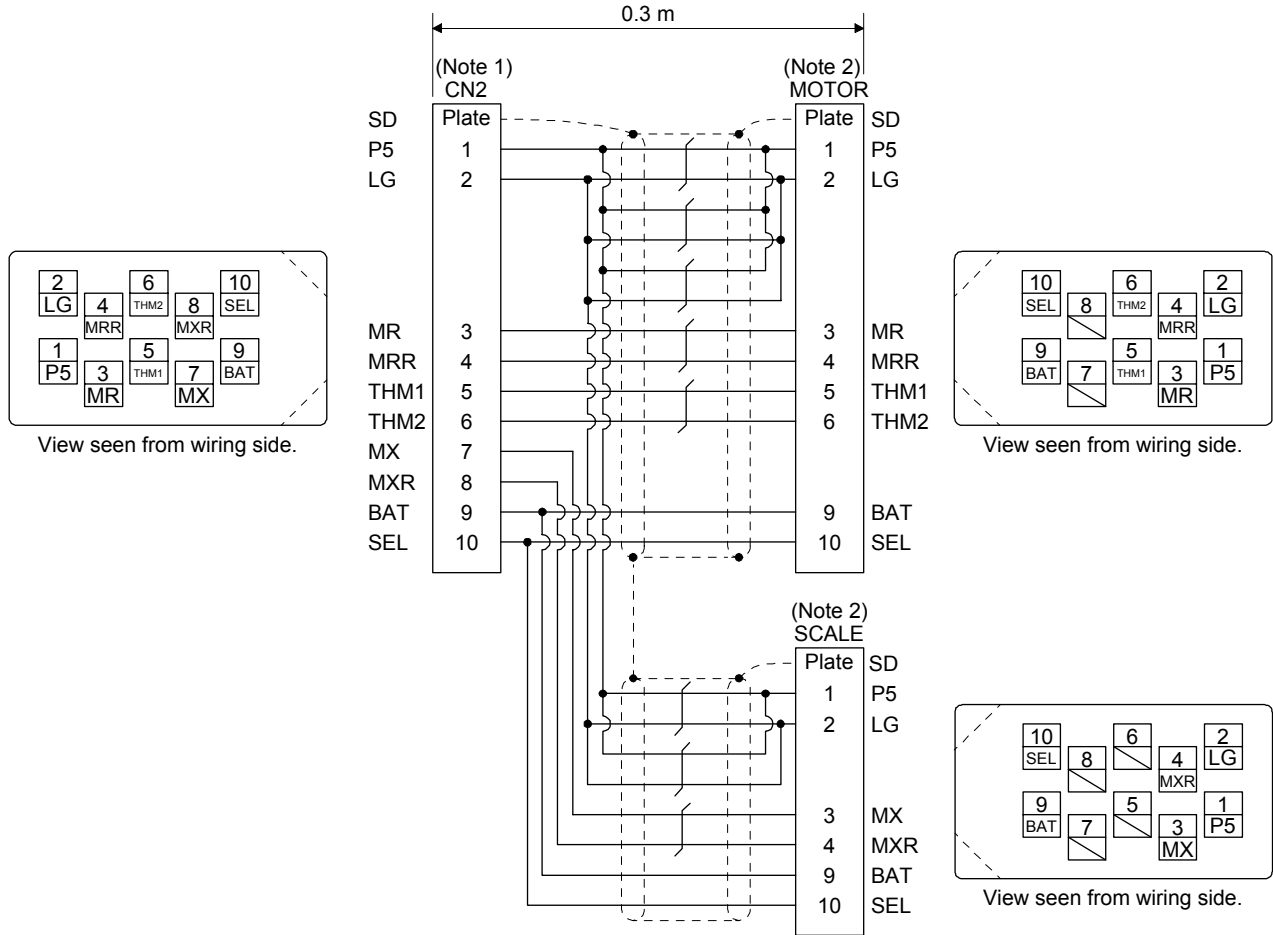 0.3 m
(Note 1)
CN2
(Note 2)
MOTOR
SD Plate Plate SD
P5 1 1 P5
LG 2 2 LG
MR 3 3 MR
MRR 4 4 MRR
THM1 5 5 THM1
THM2 6 6 THM2
MX 7
MXR 8
BAT 9 9 BAT
SEL 10 10 SEL
2 6 10
LG 4 THM2 8 SEL
MRR MXR
1 5 9
P5 3 THM1 7 BAT
MR MX
View seen from wiring side.
10 6 2
SEL 8 THM2 4 LG
MRR
9 5 1
BAT 7 THM1 3 P5
MR
View seen from wiring side.
(Note 2)
SCALE
Plate SD
1 P5
2 LG
3 MX
4 MXR
9 BAT
10 SEL
10 6 2
SEL 8 4 LG
MXR
9 5 1
BAT 7 3 P5
MX
View seen from wiring side.